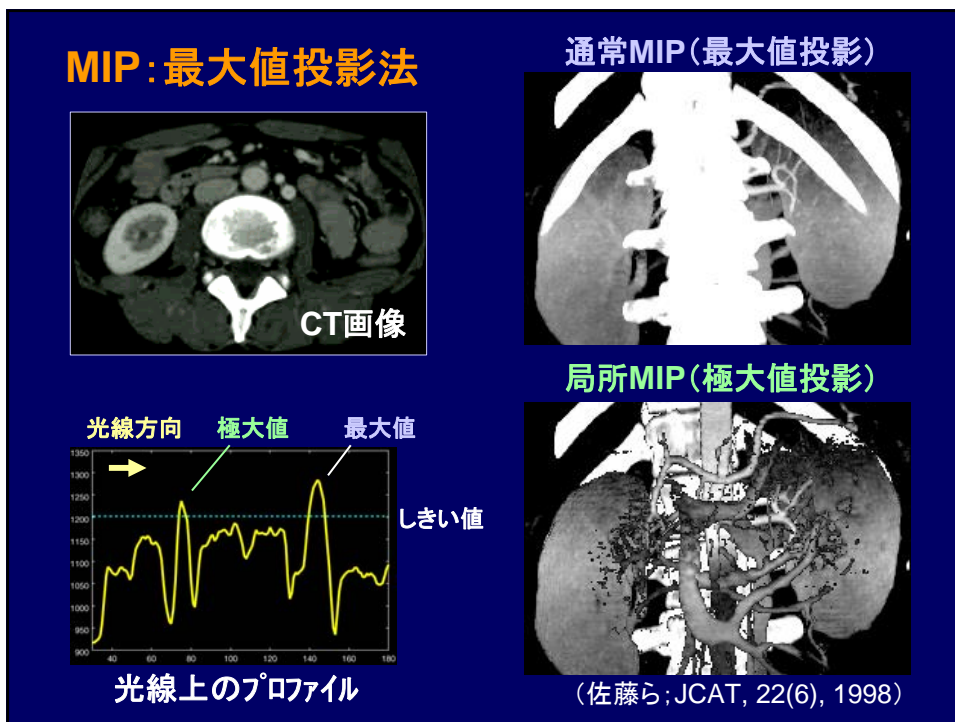 MIP：最大値投影法
CT画像
光線方向
極大値
最大値
1350
1300
1250
1200
1150
1100
1050
1000
950
900
しきい値
40 60 80 100 120 140 160 180
光線上のプロファイル
通常MIP（最大値投影）
局所MIP（極大値投影）
（佐藤ら；JCAT, 22(6), 1998）